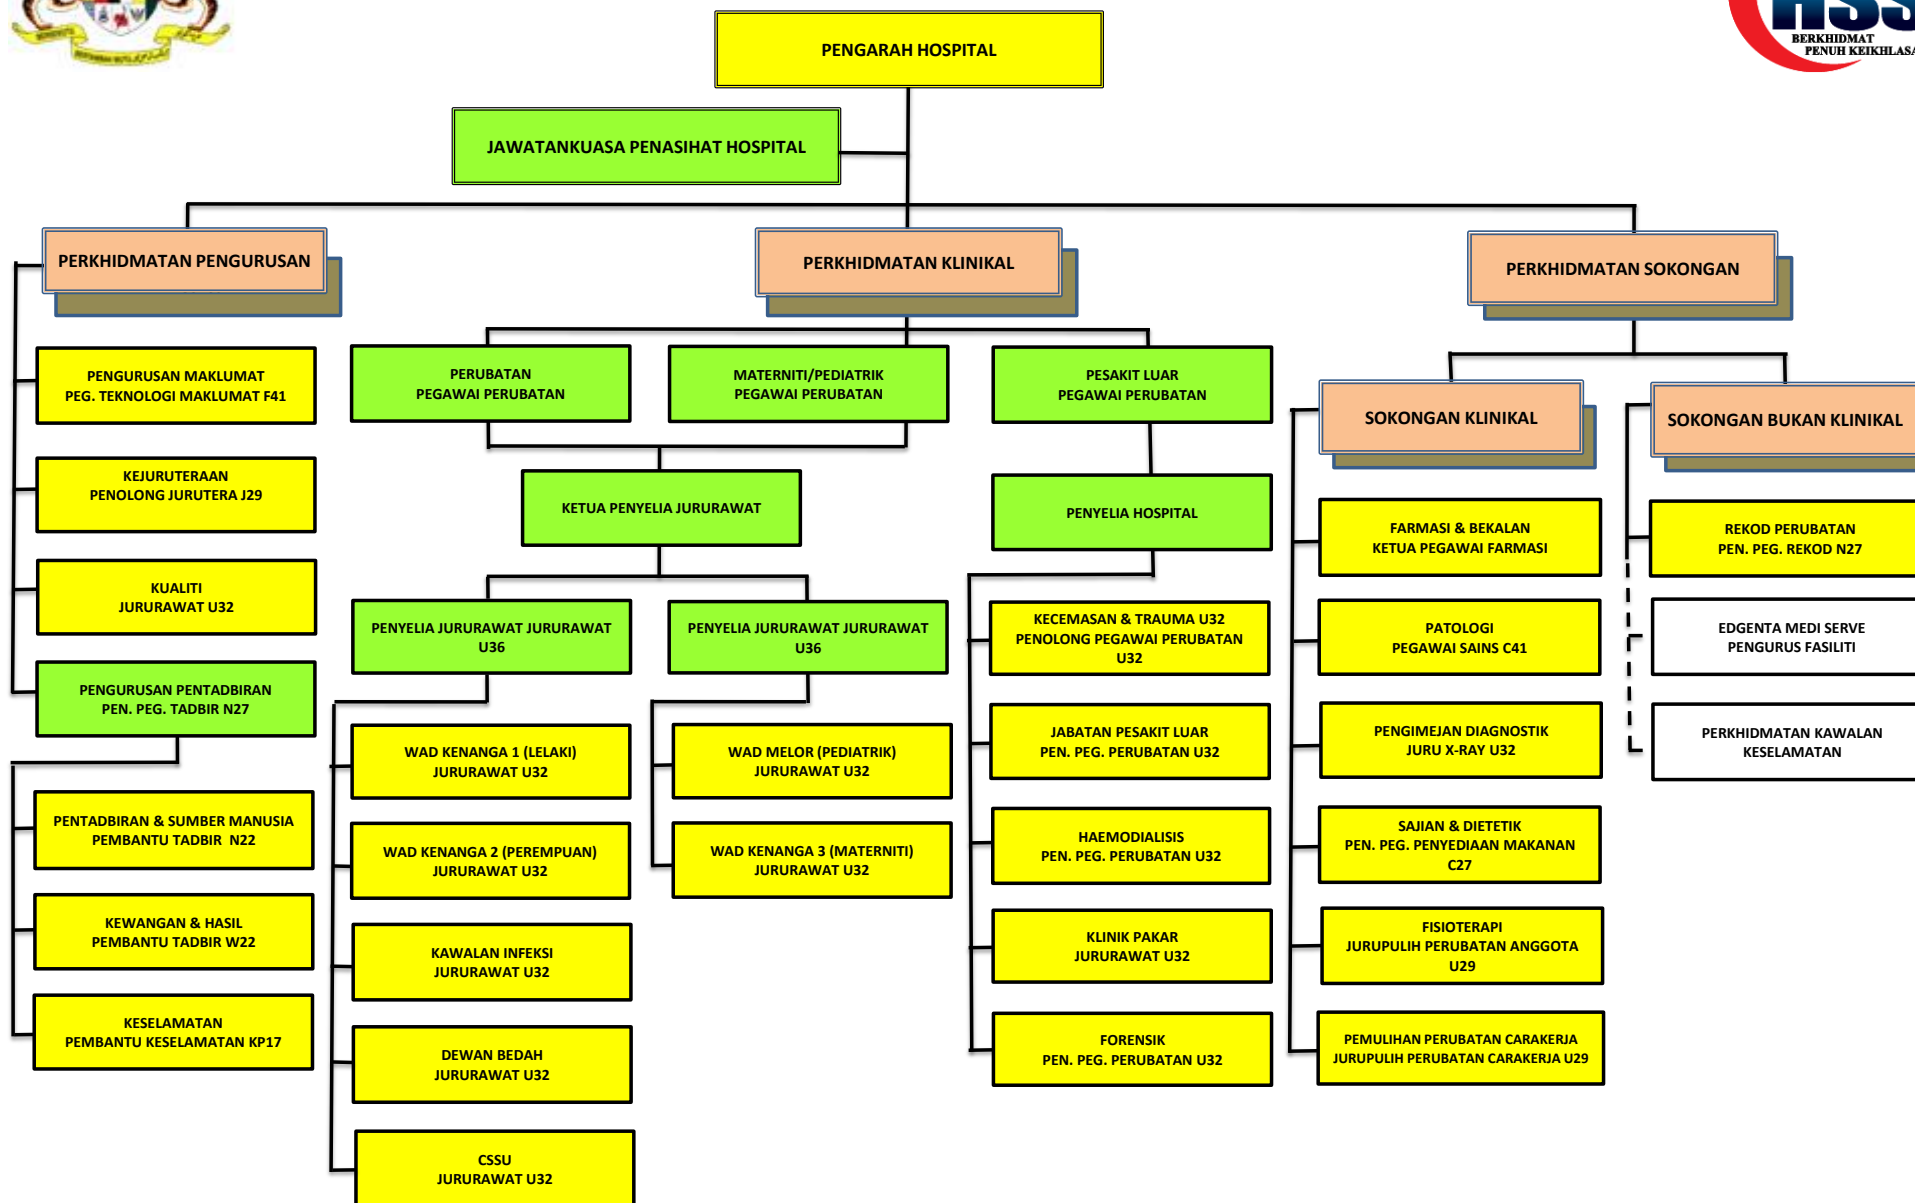 HSS
BERKHIDMAT
PENUH KEIKHLASA
PENGARAH HOSPITAL
JAWATANKUASA PENASIHAT HOSPITAL
PERKHIDMATAN PENGURUSAN
PERKHIDMATAN KLINIKAL
PERKHIDMATAN SOKONGAN
PENGURUSAN MAKLUMAT
PEG. TEKNOLOGI MAKLUMAT F41
KEJURUTERAAN
PENOLONG JURUTERA J29
KUALITI
JURURAWAT U32
PENGURUSAN PENTADBIRAN
PEN. PEG. TADBIR N27
PENTADBIRAN & SUMBER MANUSIA
PEMBANTU TADBIR N22
KEWANGAN & HASIL
PEMBANTU TADBIR W22
KESELAMATAN
PEMBANTU KESELAMATAN KP17
PERUBATAN
PEGAWAI PERUBATAN
MATERNITI/PEDIATRIK
PEGAWAI PERUBATAN
PESAKIT LUAR
PEGAWAI PERUBATAN
KETUA PENYELIA JURURAWAT
PENYELIA HOSPITAL
PENYELIA JURURAWAT JURURAWAT
U36
PENYELIA JURURAWAT JURURAWAT
U36
WAD KENANGA 1 (LELAKI)
JURURAWAT U32
WAD KENANGA 2 (PEREMPUAN)
JURURAWAT U32
KAWALAN INFEKSI
JURURAWAT U32
DEWAN BEDAH
JURURAWAT U32
CSSU
JURURAWAT U32
WAD MELOR (PEDIATRIK)
JURURAWAT U32
WAD KENANGA 3 (MATERNITI)
JURURAWAT U32
KECEMASAN & TRAUMA U32
PENOLONG PEGAWAI PERUBATAN
U32
JABATAN PESAKIT LUAR
PEN. PEG. PERUBATAN U32
HAEMODIALISIS
PEN. PEG. PERUBATAN U32
KLINIK PAKAR
JURURAWAT U32
FORENSIK
PEN. PEG. PERUBATAN U32
SOKONGAN KLINIKAL
SOKONGAN BUKAN KLINIKAL
FARMASI & BEKALAN
KETUA PEGAWAI FARMASI
PATOLOGI
PEGAWAI SAINS C41
PENGIMEJAN DIAGNOSTIK
JURU X-RAY U32
SAJIAN & DIETETIK
PEN. PEG. PENYEDIAAN MAKANAN
C27
FISIOTERAPI
JURUPULIH PERUBATAN ANGGOTA
U29
PEMULIHAN PERUBATAN CARAKERJA
JURUPULIH PERUBATAN CARAKERJA U29
REKOD PERUBATAN
PEN. PEG. REKOD N27
EDGENTA MEDI SERVE
PENGURUS FASILITI
PERKHIDMATAN KAWALAN
KESELAMATAN